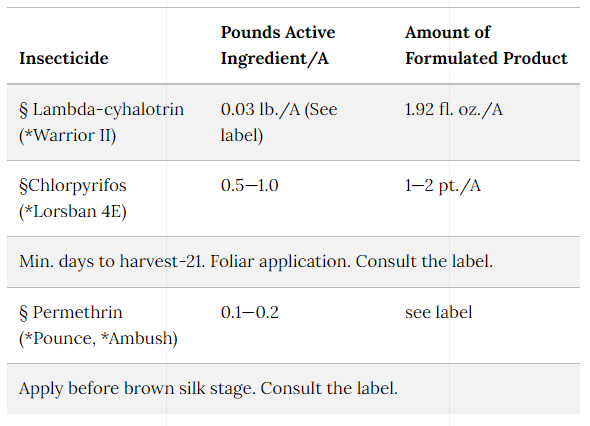 Insecticide
Pounds Active
Ingredient/A
Amount of
Formulated Product
§ Lambda-cyhalotrin
(*Warrior II)
0.03 lb./A (See
label)
1.92 fl. oz./A
§Chlorpyrifos
(*Lorsban 4E)
0.5—1.0
1—2 pt./A
Min. days to harvest-21. Foliar application. Consult the label.
§ Permethrin
(*Pounce, *Ambush)
0.1—0.2
see label
Apply before brown silk stage. Consult the label.